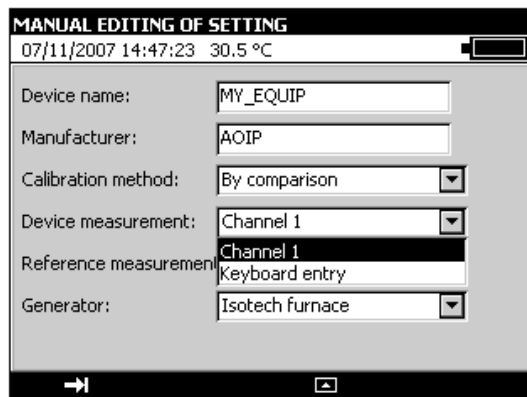 MANUAL EDITING OF SETTING
07/11/2007 14:47:23 30.5 °C
Device name: MY_EQUIP
Manufacturer: AOIP
Calibration method: By comparison
Device measurement: Channel 1
Channel 1
Reference measuremen
Keyboard entry
Generator: Isotech furnace